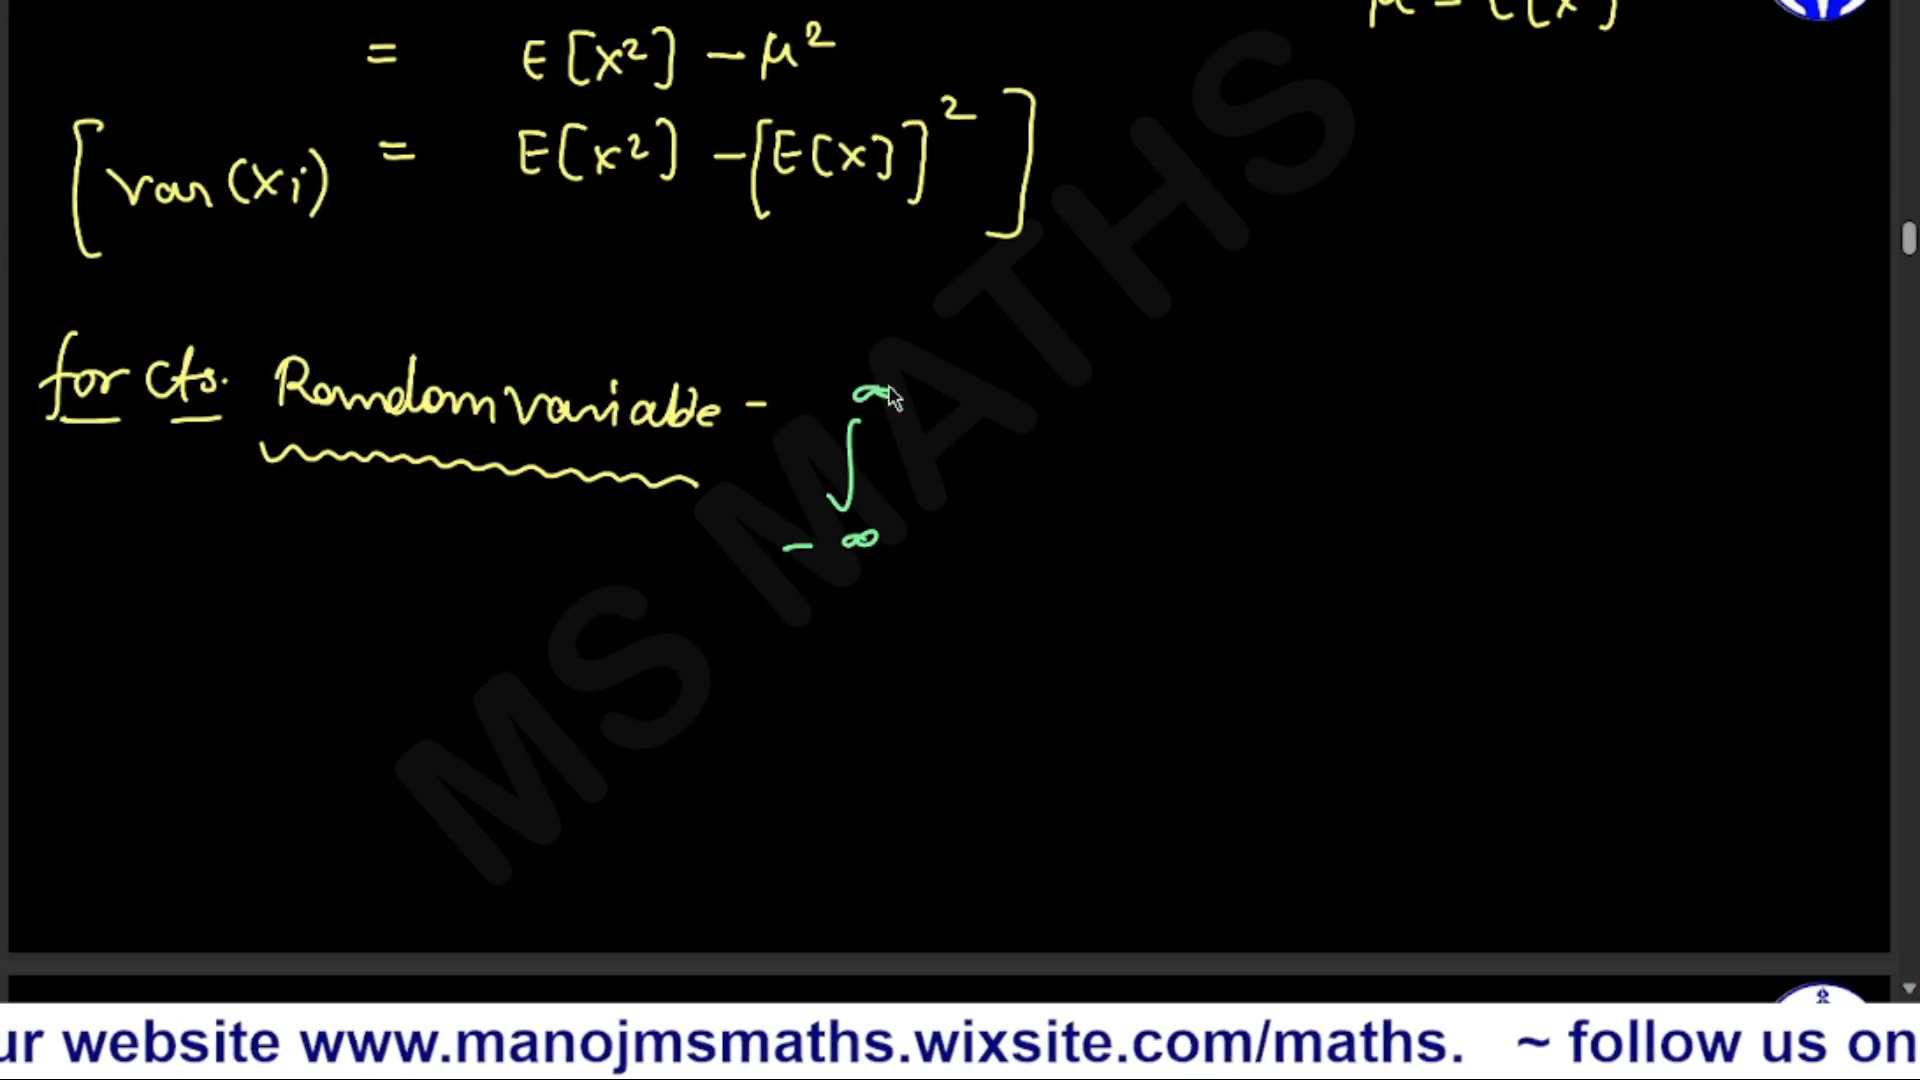 = E[x²] - μ²
[var(xi) = E[x²] - [E[x]]²]
for cts. Random variable -
∫
∞
- ∞
MS MATHS
ur website www.manojmsmaths.wixsite.com/maths. ~ follow us on